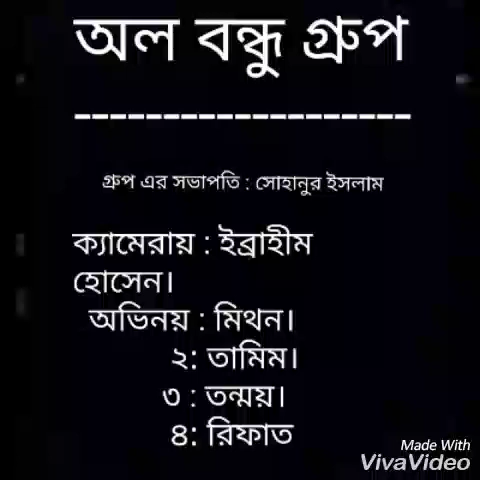 অল বন্ধু গ্রুপ
--------------------
গ্রুপ এর সভাপতি : সোহানুর ইসলাম
ক্যামেরায় : ইব্রাহীম
হোসেন।
অভিনয় : মিথন।
২: তামিম।
৩ : তন্ময়।
৪: রিফাত
Made With
VivaVideo